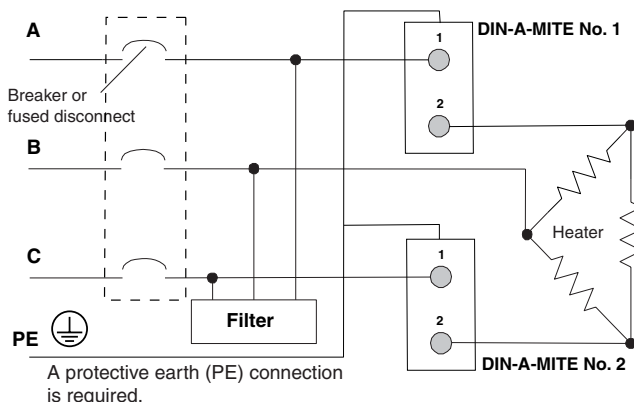 A
DIN-A-MITE No. 1
1
Breaker or
fused disconnect
2
B
Heater
C
1
Filter
2
PE
DIN-A-MITE No. 2
A protective earth (PE) connection
is required.